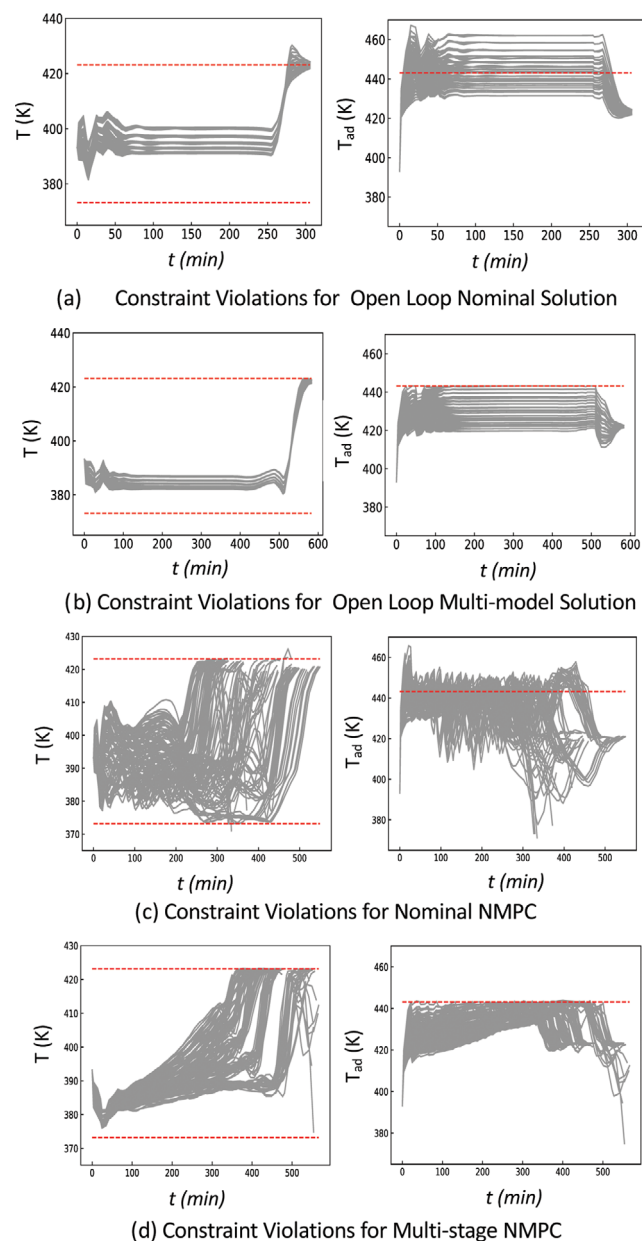 440
420
400
380
T (K)
0 50 100 150 200 250 300
t (min)
460
440
420
400
T_ad (K)
0 50 100 150 200 250 300
t (min)
(a) Constraint Violations for Open Loop Nominal Solution
440
420
400
380
T (K)
0 100 200 300 400 500 600
t (min)
460
440
420
400
380
T_ad (K)
0 100 200 300 400 500 600
t (min)
(b) Constraint Violations for Open Loop Multi-model Solution
430
420
410
400
390
380
370
T (K)
0 100 200 300 400 500
t (min)
460
440
420
400
380
T_ad (K)
0 100 200 300 400 500
t (min)
(c) Constraint Violations for Nominal NMPC
430
420
410
400
390
380
370
T (K)
0 100 200 300 400 500
t (min)
460
440
420
400
380
T_ad (K)
0 100 200 300 400 500
t (min)
(d) Constraint Violations for Multi-stage NMPC